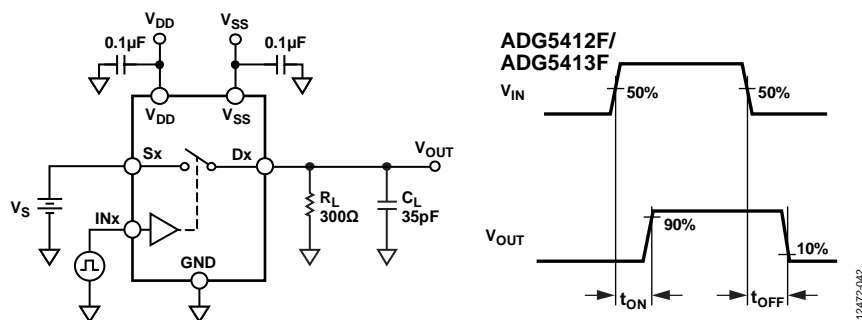 VDD
VSS
0.1µF
0.1µF
VDD
VSS
Sx
Dx
VOUT
VS
INx
RL
300Ω
CL
35pF
GND
ADG5412F/
ADG5413F
VIN
50%
50%
VOUT
90%
10%
tON
tOFF
12472-042